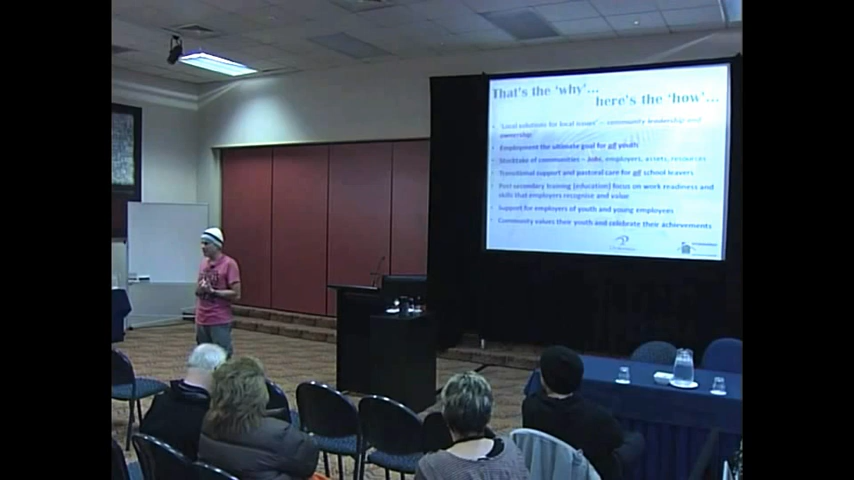 That's the 'why'...
here's the 'how'...
'Local solutions for local issues' – community leadership and
ownership
Employment the ultimate goal for all youth
Stocktake of communities – Jobs, employers, assets, resources
Transitional support and pastoral care for all school leavers
Post secondary training (education) focus on work readiness and
skills that employers recognise and value
Support for employers of youth and young employees
Community values their youth and celebrate their achievements